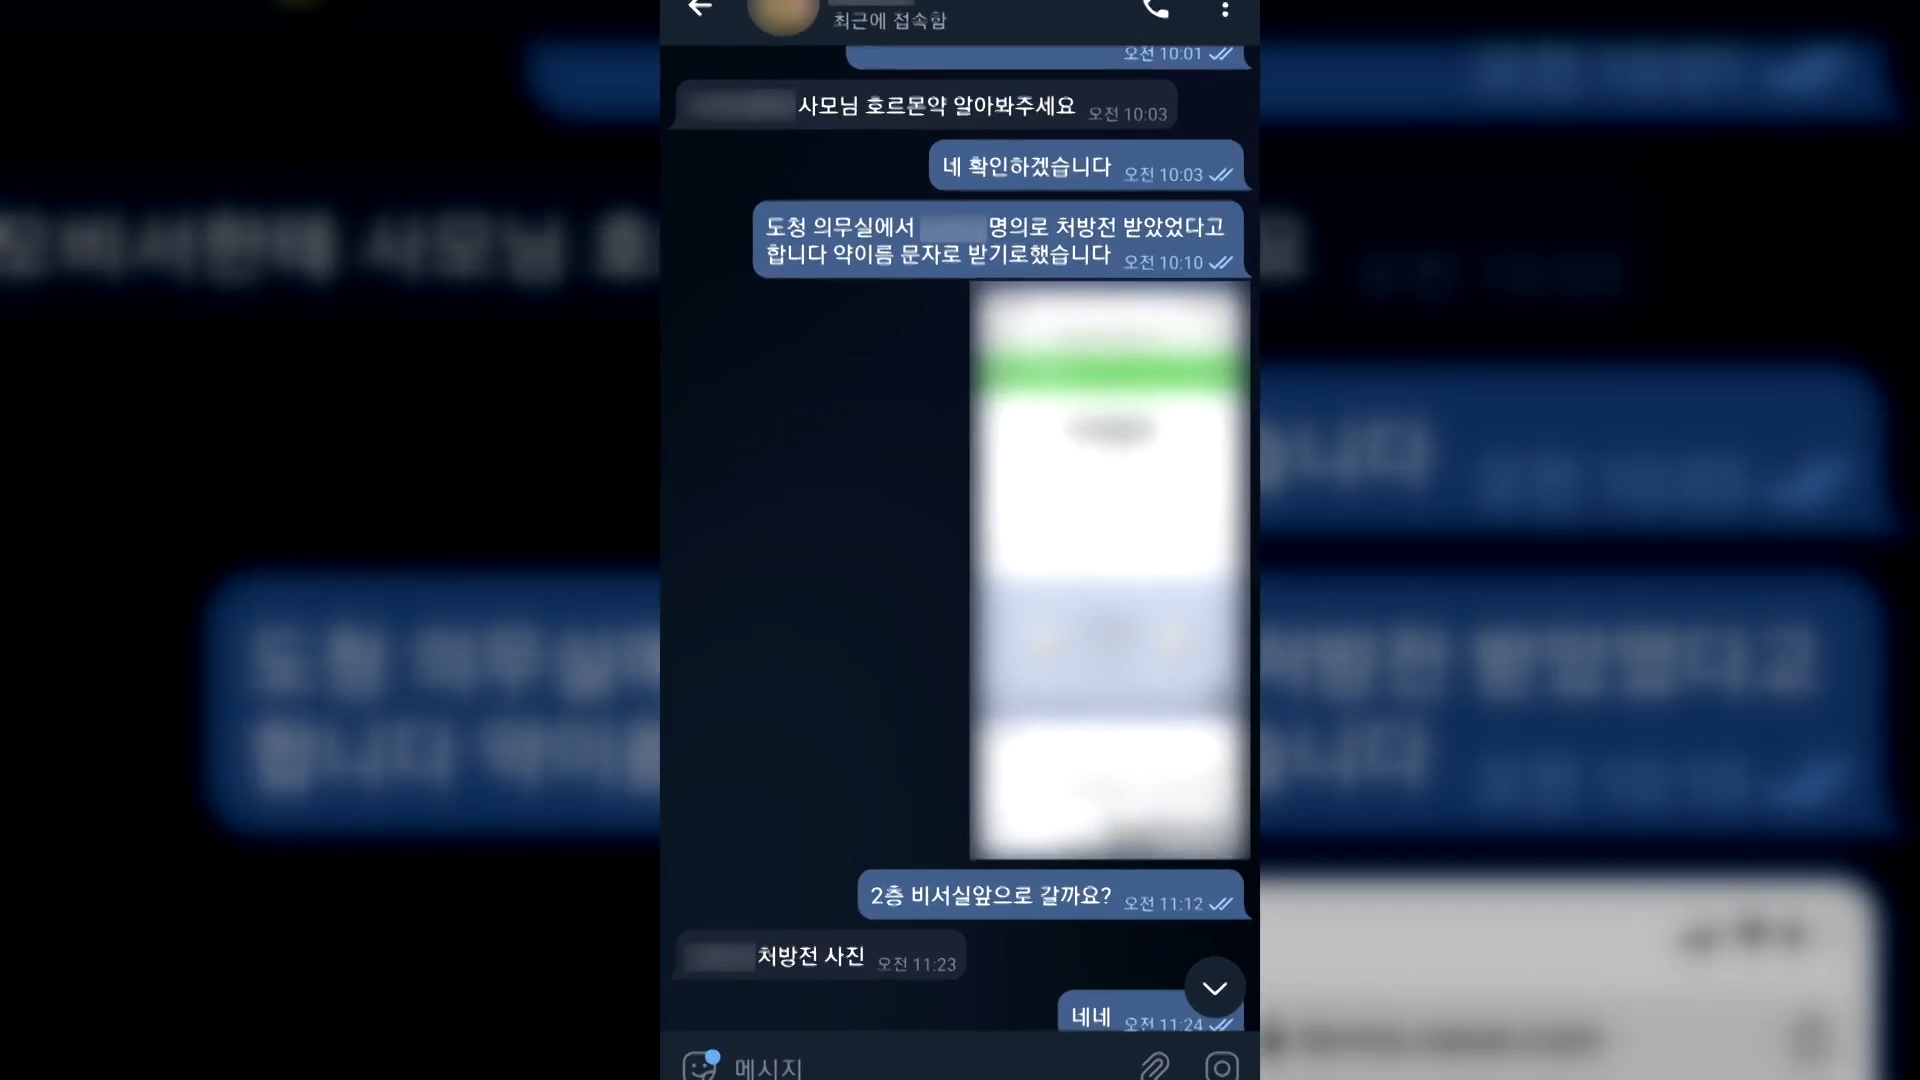 최근에 접속함
오전 10:01
사모님 호르몬약 알아봐주세요 오전 10:03
네 확인하겠습니다 오전 10:03
도청 의무실에서 명의로 처방전 받았었다고
합니다 약이름 문자로 받기로했습니다 오전 10:10
2층 비서실앞으로 갈까요? 오전 11:12
처방전 사진 오전 11:23
네네 오전 11:24
메시지